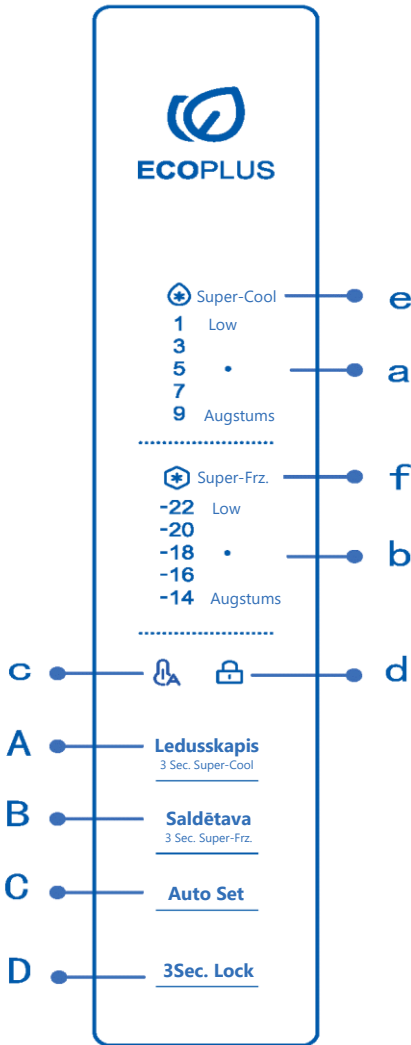 ECOPLUS
Super-Cool
e
1 Low
3
5
a
7
9 Augstums
Super-Frz.
f
-22 Low
-20
-18
b
-16
-14 Augstums
c
A
d
A
Ledusskapis
3 Sec. Super-Cool
B
Saldētava
3 Sec. Super-Frz.
C
Auto Set
D
3Sec. Lock